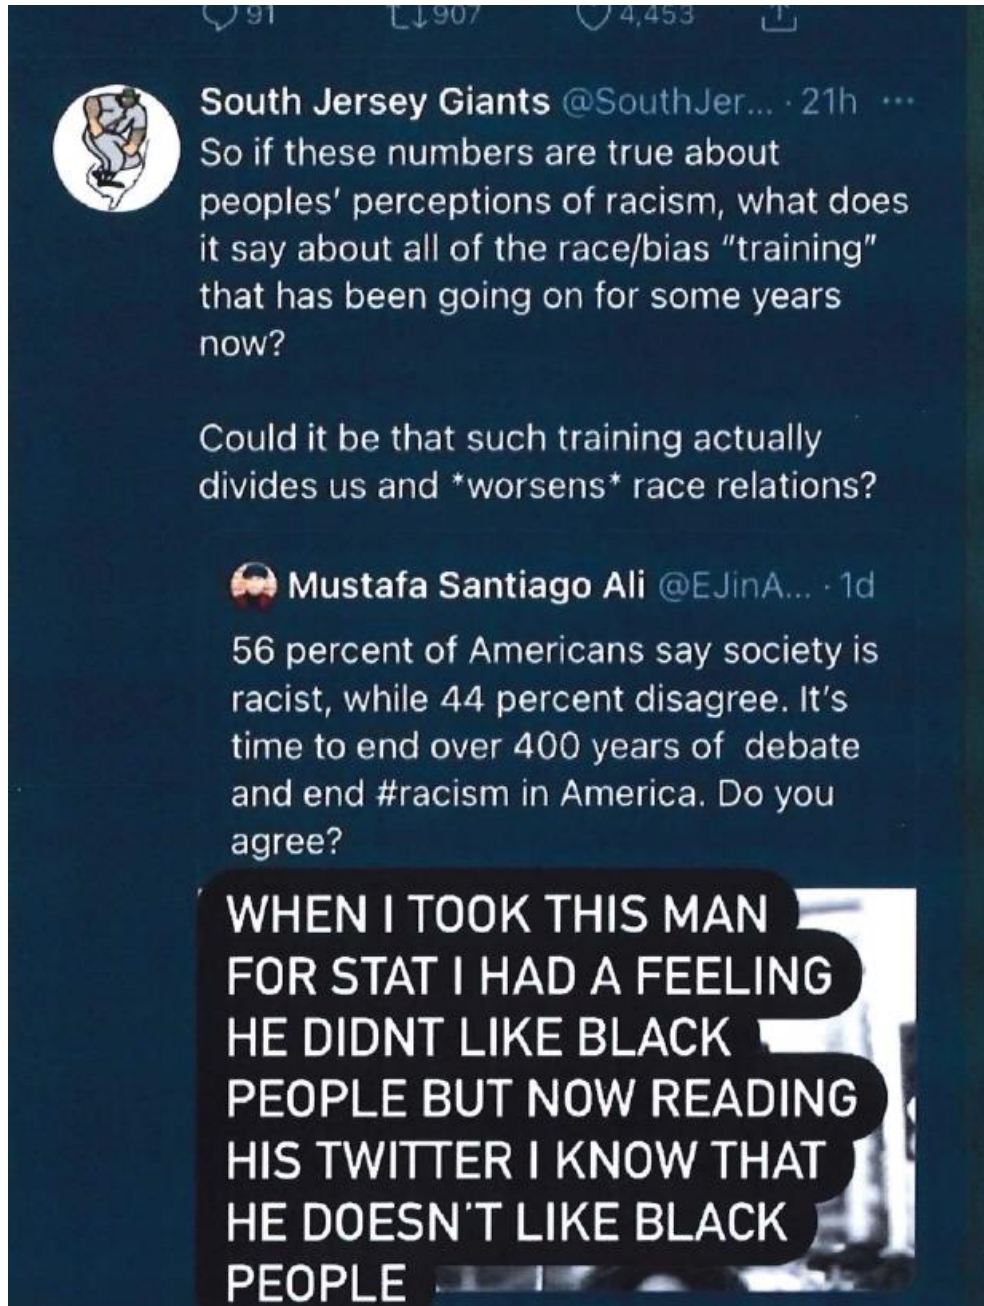 91 907 4,453
South Jersey Giants @SouthJer... · 21h ...
So if these numbers are true about
peoples' perceptions of racism, what does
it say about all of the race/bias "training"
that has been going on for some years
now?
Could it be that such training actually
divides us and *worsens* race relations?
Mustafa Santiago Ali @EJinA... · 1d
56 percent of Americans say society is
racist, while 44 percent disagree. It's
time to end over 400 years of debate
and end #racism in America. Do you
agree?
WHEN I TOOK THIS MAN
FOR STAT I HAD A FEELING
HE DIDNT LIKE BLACK
PEOPLE BUT NOW READING
HIS TWITTER I KNOW THAT
HE DOESN'T LIKE BLACK
PEOPLE